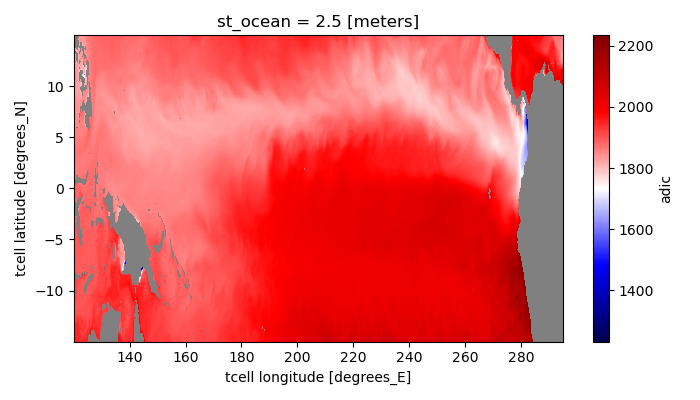 st_ocean = 2.5 [meters]
10
5
0
−5
−10
tcell latitude [degrees_N]
140 160 180 200 220 240 260 280
tcell longitude [degrees_E]
2200
2000
1800
1600
1400
adic